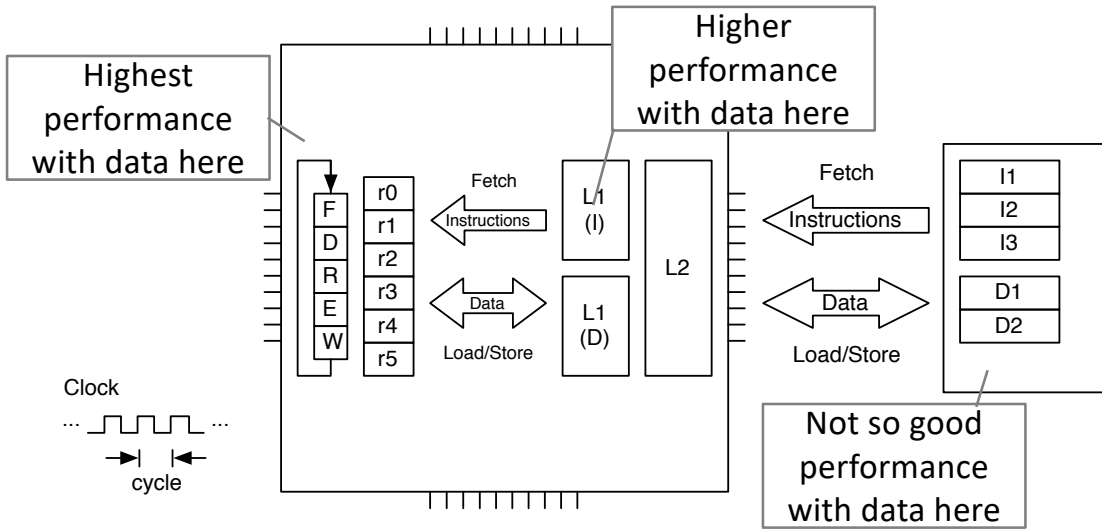 Highest
performance
with data here
Higher
performance
with data here
F
D
R
E
W
r0
r1
r2
r3
r4
r5
Fetch
Instructions
Data
Load/Store
L1
(I)
L1
(D)
L2
Fetch
Instructions
Data
Load/Store
I1
I2
I3
D1
D2
Clock
... ...
cycle
Not so good
performance
with data here